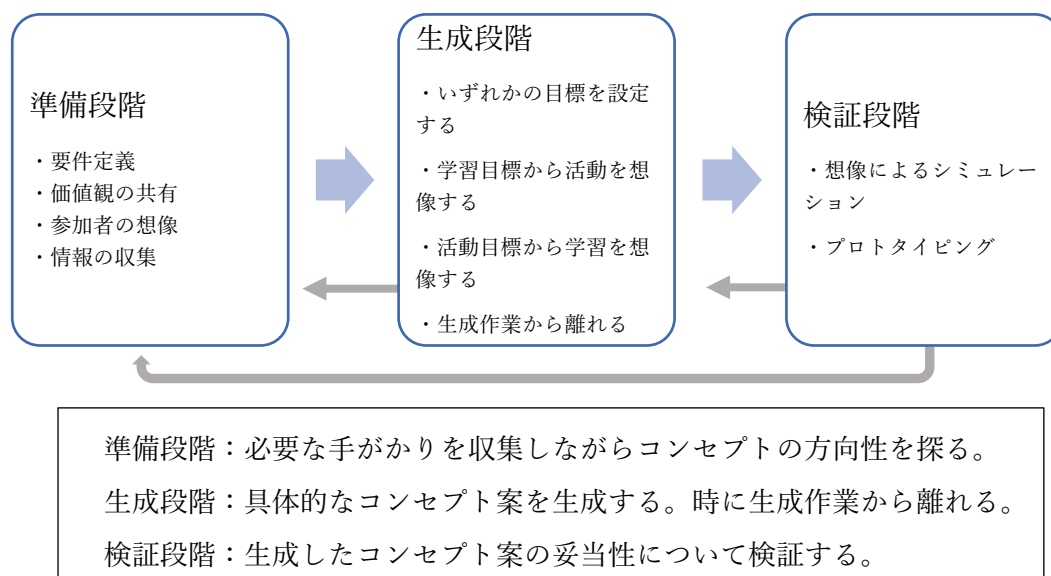 準備段階
・要件定義
・価値観の共有
・参加者の想像
・情報の収集
生成段階
・いずれかの目標を設定
する
・学習目標から活動を想
像する
・活動目標から学習を想
像する
・生成作業から離れる
検証段階
・想像によるシミュレー
ション
・プロトタイピング
準備段階：必要な手がかりを収集しながらコンセプトの方向性を探る。
生成段階：具体的なコンセプト案を生成する。時に生成作業から離れる。
検証段階：生成したコンセプト案の妥当性について検証する。